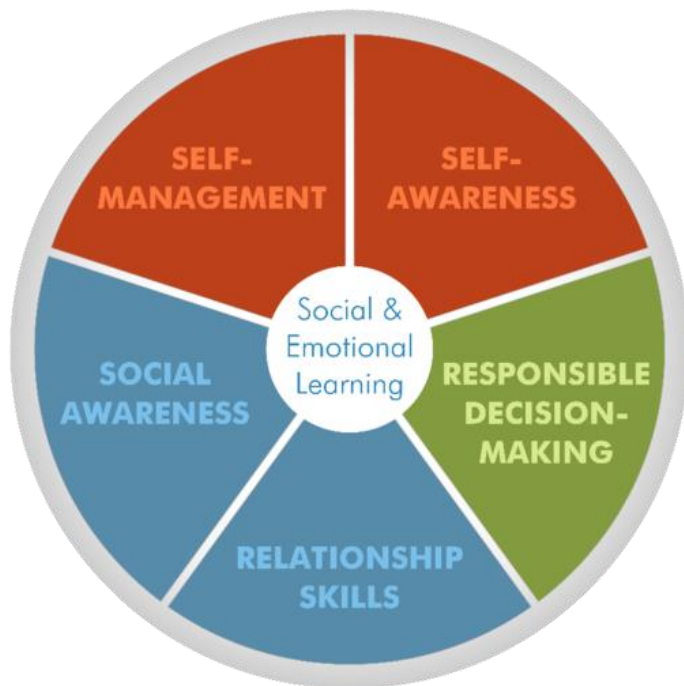 SELF-
MANAGEMENT
SELF-
AWARENESS
Social &
Emotional
Learning
SOCIAL
AWARENESS
RESPONSIBLE
DECISION-
MAKING
RELATIONSHIP
SKILLS